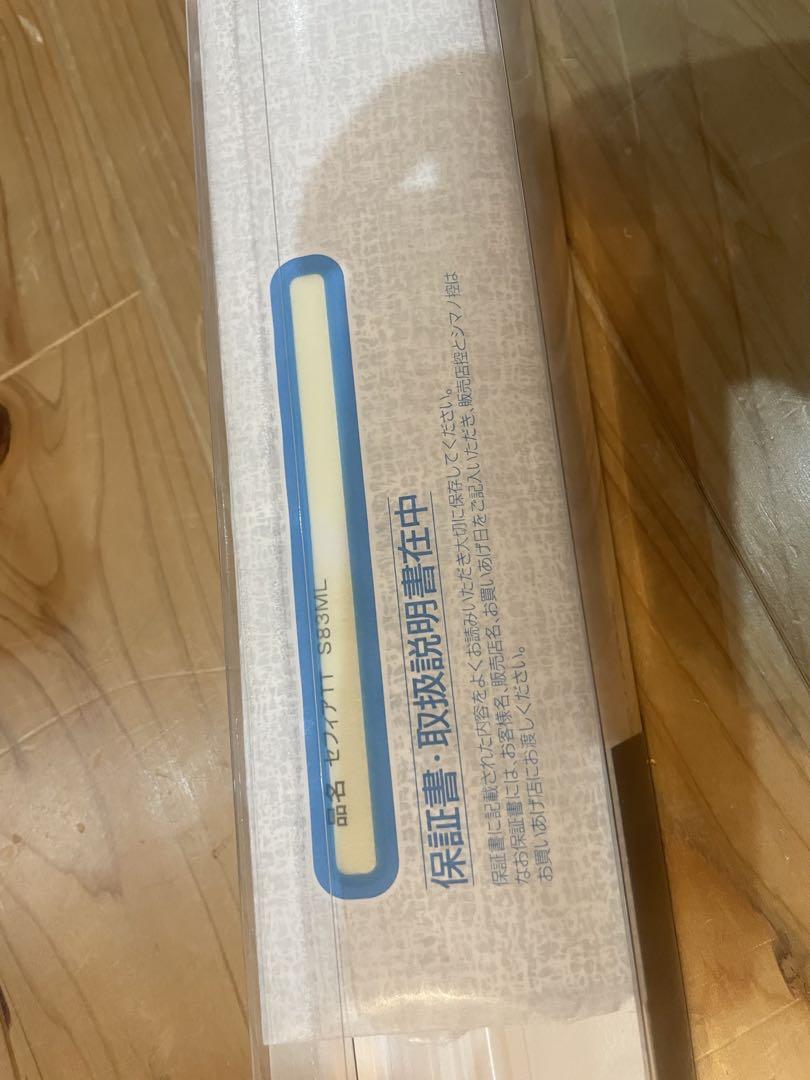 品名 セフィアTT S83ML
保証書・取扱説明書在中
保証書に記載された内容をよくお読みいただき大切に保存してください。
なお保証書には、お客様名、販売店名、お買いあげ日をご記入いただき、販売店控とシマノ控は
お買いあげ店にお渡しください。